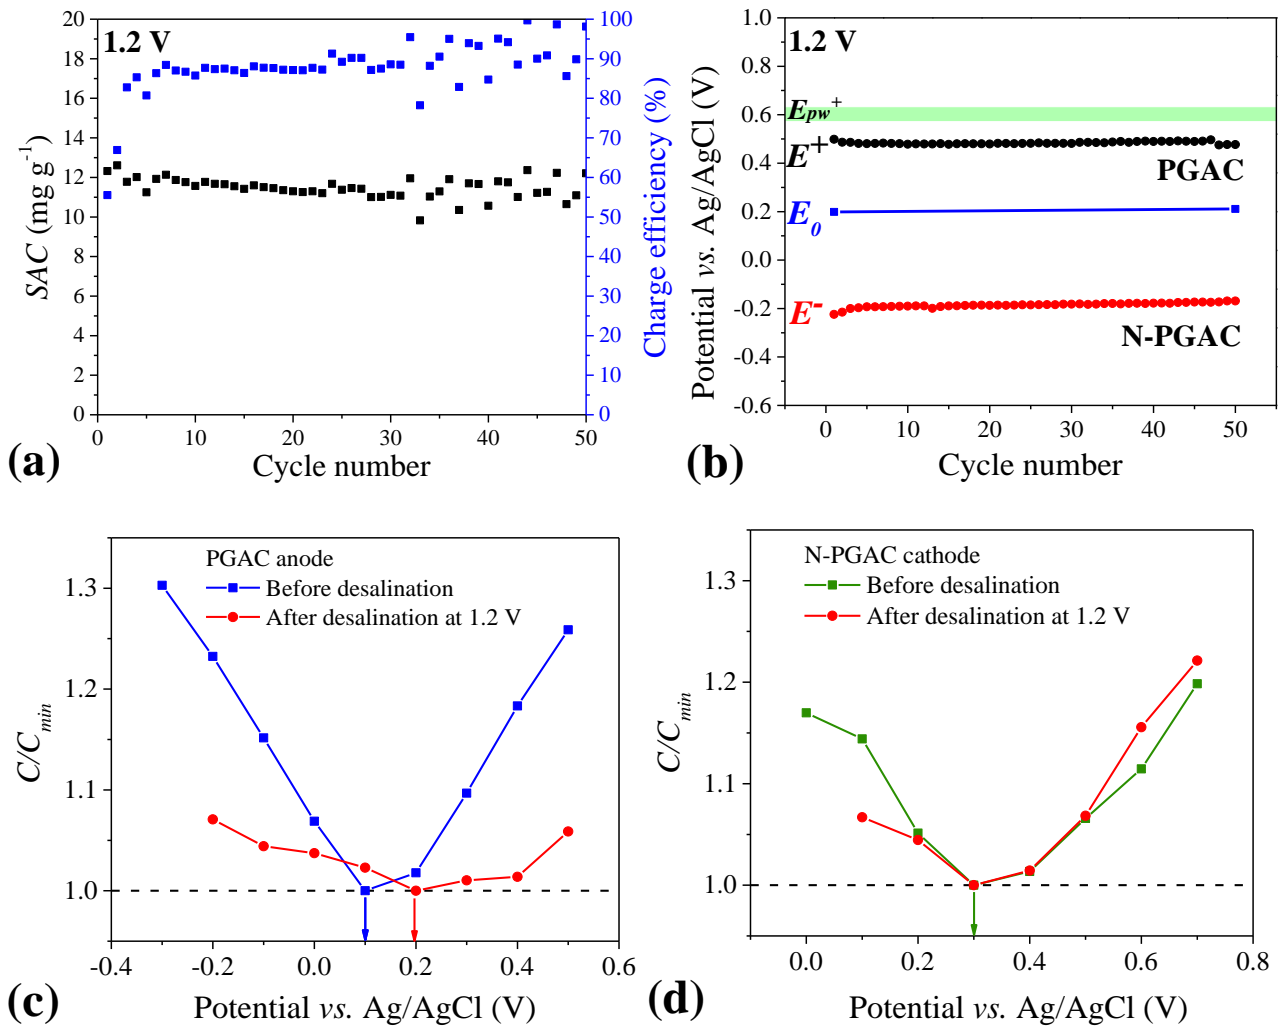 1.2 V
20
18
16
14
12
10
8
6
4
2
0
SAC (mg g⁻¹)
100
90
80
70
60
50
40
30
20
10
0
Charge efficiency (%)
0 10 20 30 40 50
Cycle number
(a)
1.2 V
1.0
0.8
0.6
0.4
0.2
0.0
-0.2
-0.4
-0.6
Potential vs. Ag/AgCl (V)
Epw⁺
E⁺
PGAC
E₀
E⁻
N-PGAC
0 10 20 30 40 50
Cycle number
(b)
PGAC anode
Before desalination
After desalination at 1.2 V
1.3
1.2
1.1
1.0
C/Cmin
-0.4 -0.2 0.0 0.2 0.4 0.6
Potential vs. Ag/AgCl (V)
(c)
N-PGAC cathode
Before desalination
After desalination at 1.2 V
1.3
1.2
1.1
1.0
C/Cmin
0.0 0.2 0.4 0.6 0.8
Potential vs. Ag/AgCl (V)
(d)